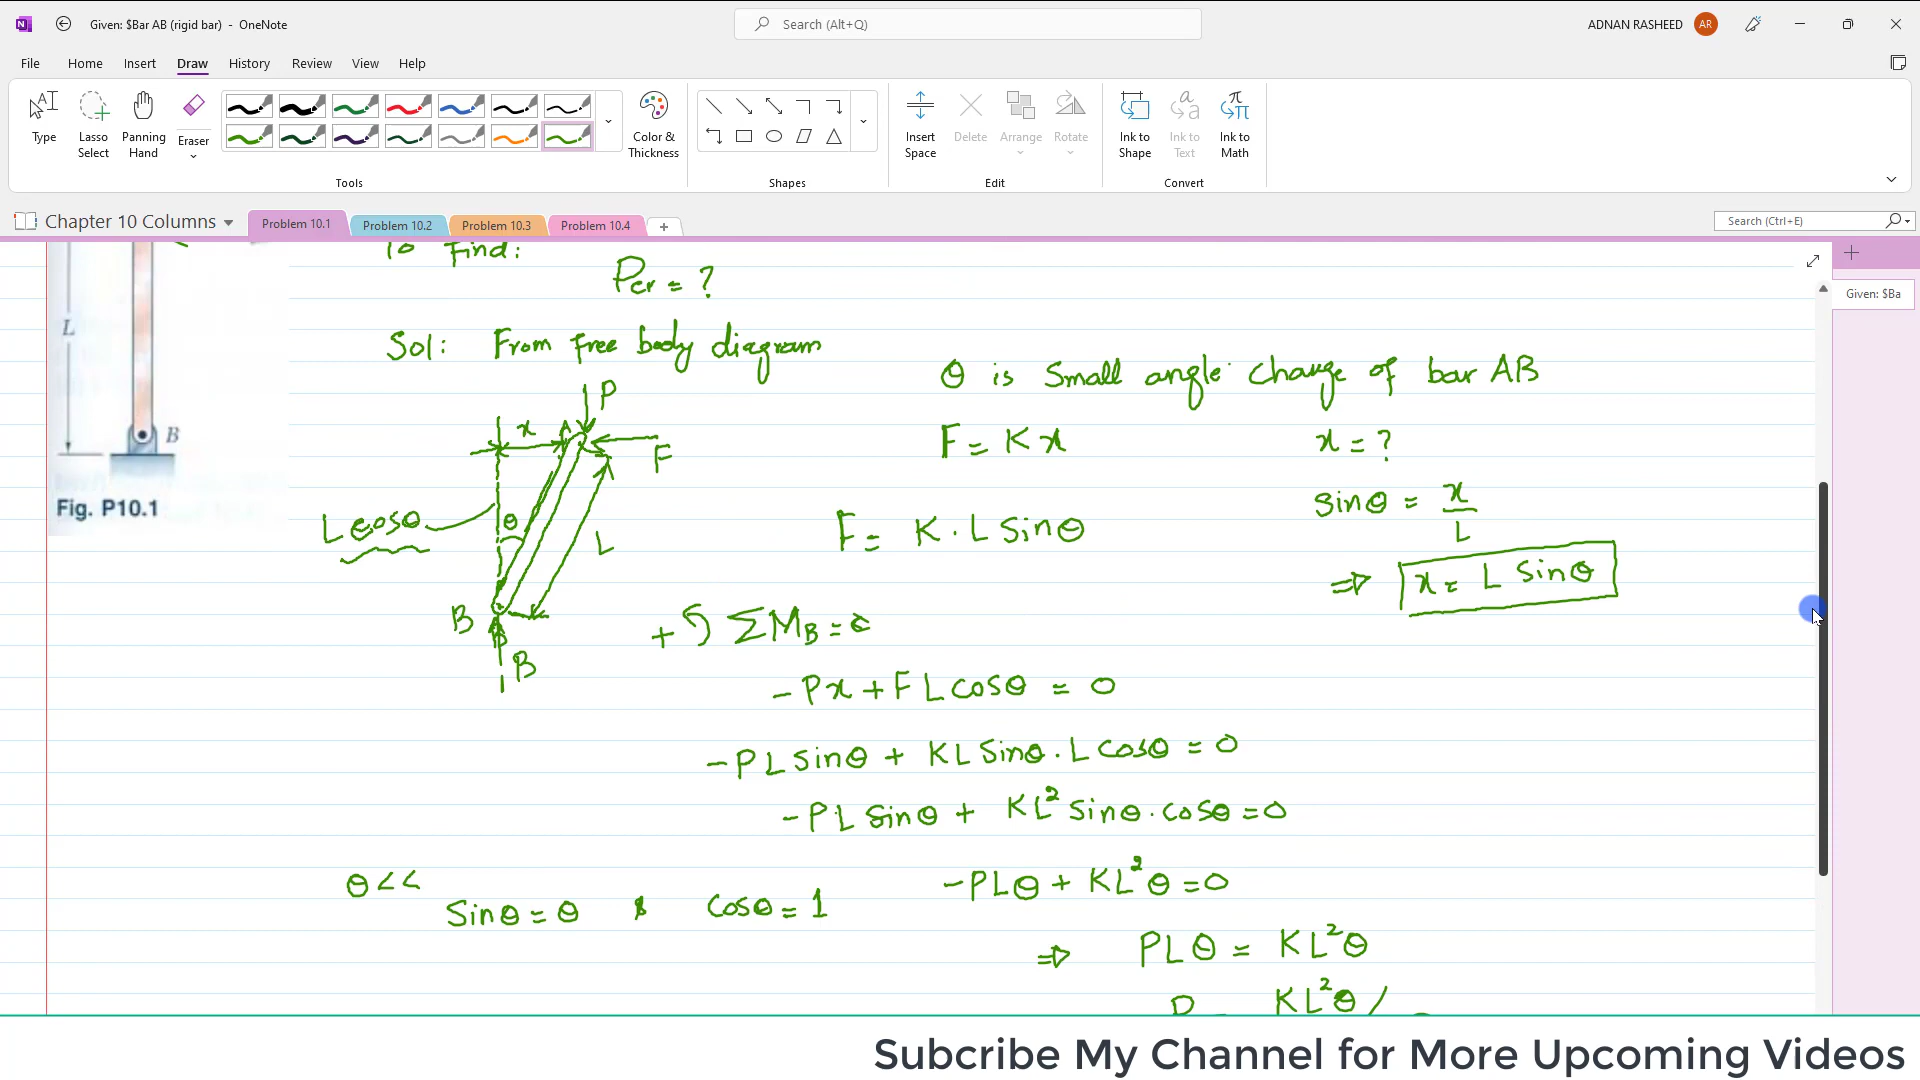 Given: $Bar AB (rigid bar) - OneNote
Search (Alt+Q)
ADNAN RASHEED AR
File Home Insert Draw History Review View Help
Type
Lasso Select
Panning Hand
Eraser
Color & Thickness
Insert Space
Delete
Arrange
Rotate
Ink to Shape
Ink to Text
Ink to Math
Tools
Shapes
Edit
Convert
Chapter 10 Columns
Problem 10.1
Problem 10.2
Problem 10.3
Problem 10.4
Search (Ctrl+E)
Given: $Ba
To Find:
Pcr = ?
L
B
Fig. P10.1
Sol: From free body diagram
θ is Small angle change of bar AB
P
x
A
F
L cosθ
θ
L
B
B
F = K x
x = ?
sinθ = x / L
F = K · L sinθ
⇒ x = L sinθ
+ ↺ ΣM_B = 0
- Px + F L cosθ = 0
- P L sinθ + K L sinθ · L cosθ = 0
- P L sinθ + K L² sinθ · cosθ = 0
θ <<
sinθ = θ & cosθ = 1
- P L θ + K L² θ = 0
⇒ P L θ = K L² θ
P = K L² θ /
Subcribe My Channel for More Upcoming Videos